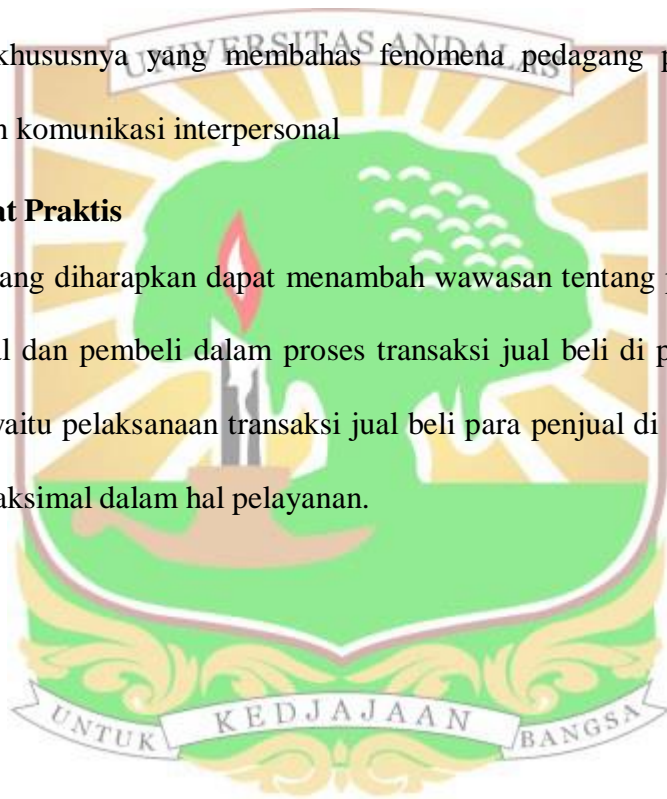 UNIVERSITAS ANDALAS
khususnya yang membahas fenomena pedagang p
n komunikasi interpersonal
at Praktis
ang diharapkan dapat menambah wawasan tentang p
l dan pembeli dalam proses transaksi jual beli di p
yaitu pelaksanaan transaksi jual beli para penjual di
aksimal dalam hal pelayanan.
UNTUK KEDJAJAAN BANGSA